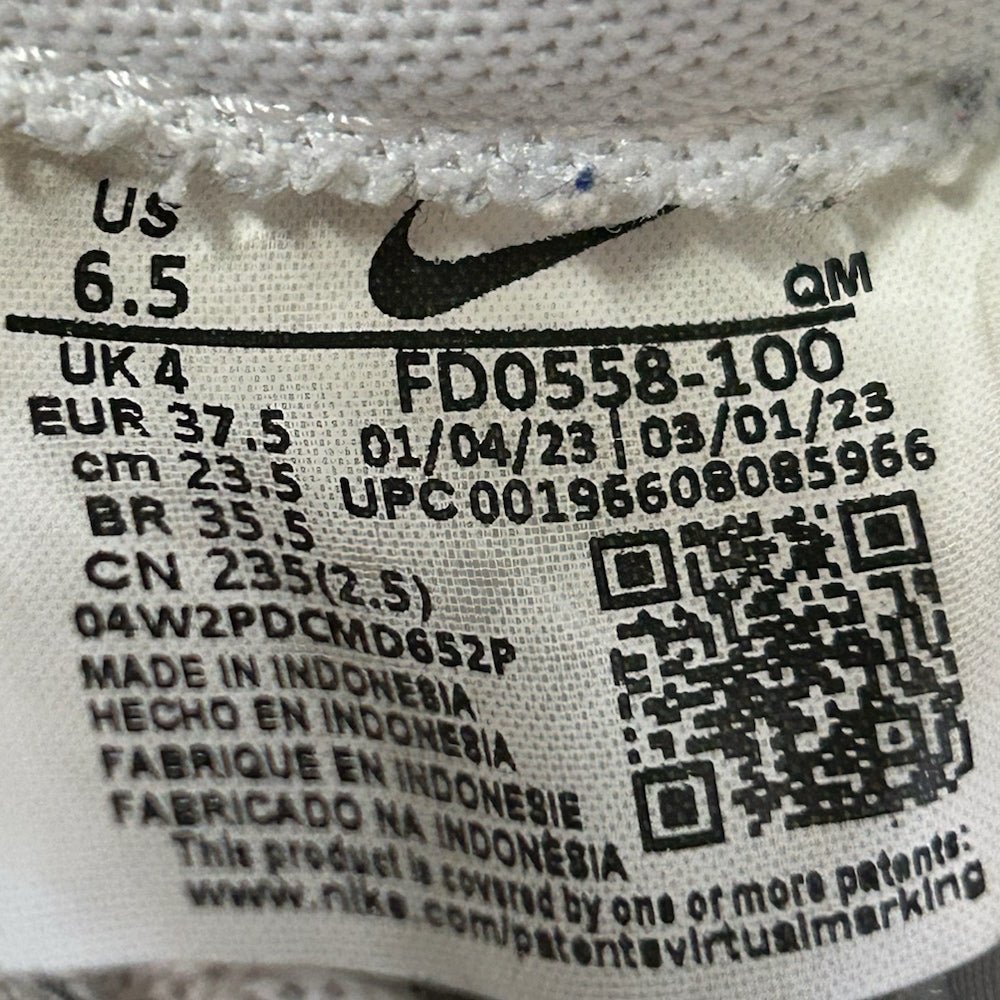 US
6.5
QM
UK 4
FD0558-100
EUR 37.5
01/04/23 | 03/01/23
cm 23.5
UPC 00196608085966
BR 35.5
CN 235(2.5)
04W2PDCMD652P
MADE IN INDONESIA
HECHO EN INDONESIA
FABRIQUE EN INDONESIE
FABRICADO NA INDONÉSIA
This product is covered by one or more patents:
www.nike.com/patentsvirtualmarking